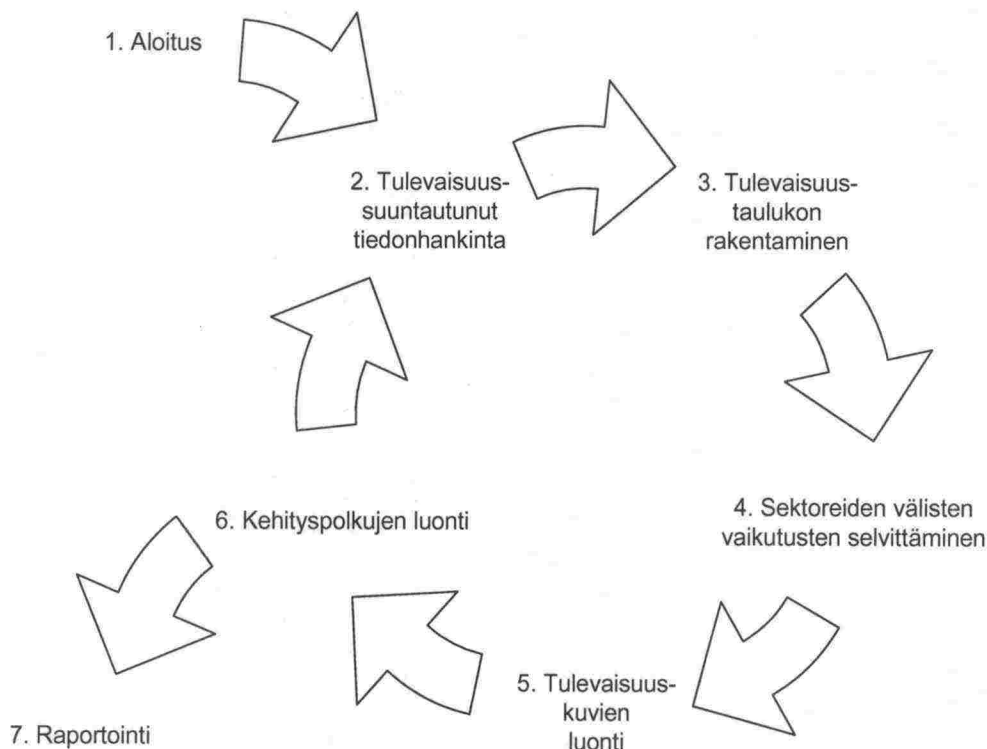 1. Aloitus
2. Tulevaisuus-
suuntautunut
tiedonhankinta
3. Tulevaisuus-
taulukon
rakentaminen
4. Sektoreiden välisten
vaikutusten selvittäminen
5. Tulevaisuus-
kuvien
luonti
6. Kehityspolkujen luonti
7. Raportointi